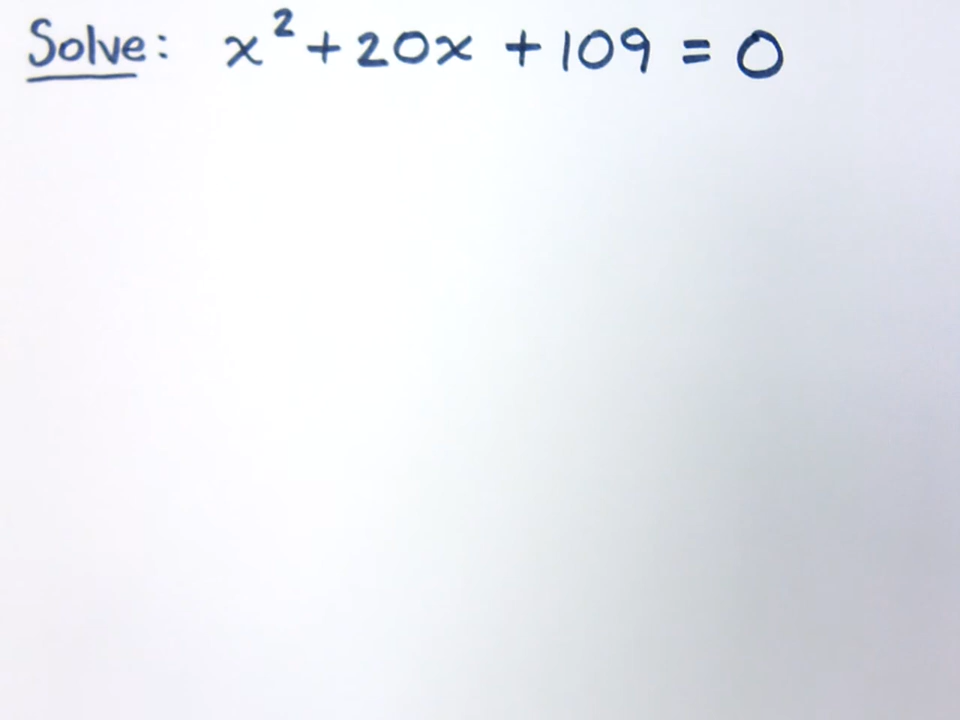 Solve: x² + 20x + 109 = 0